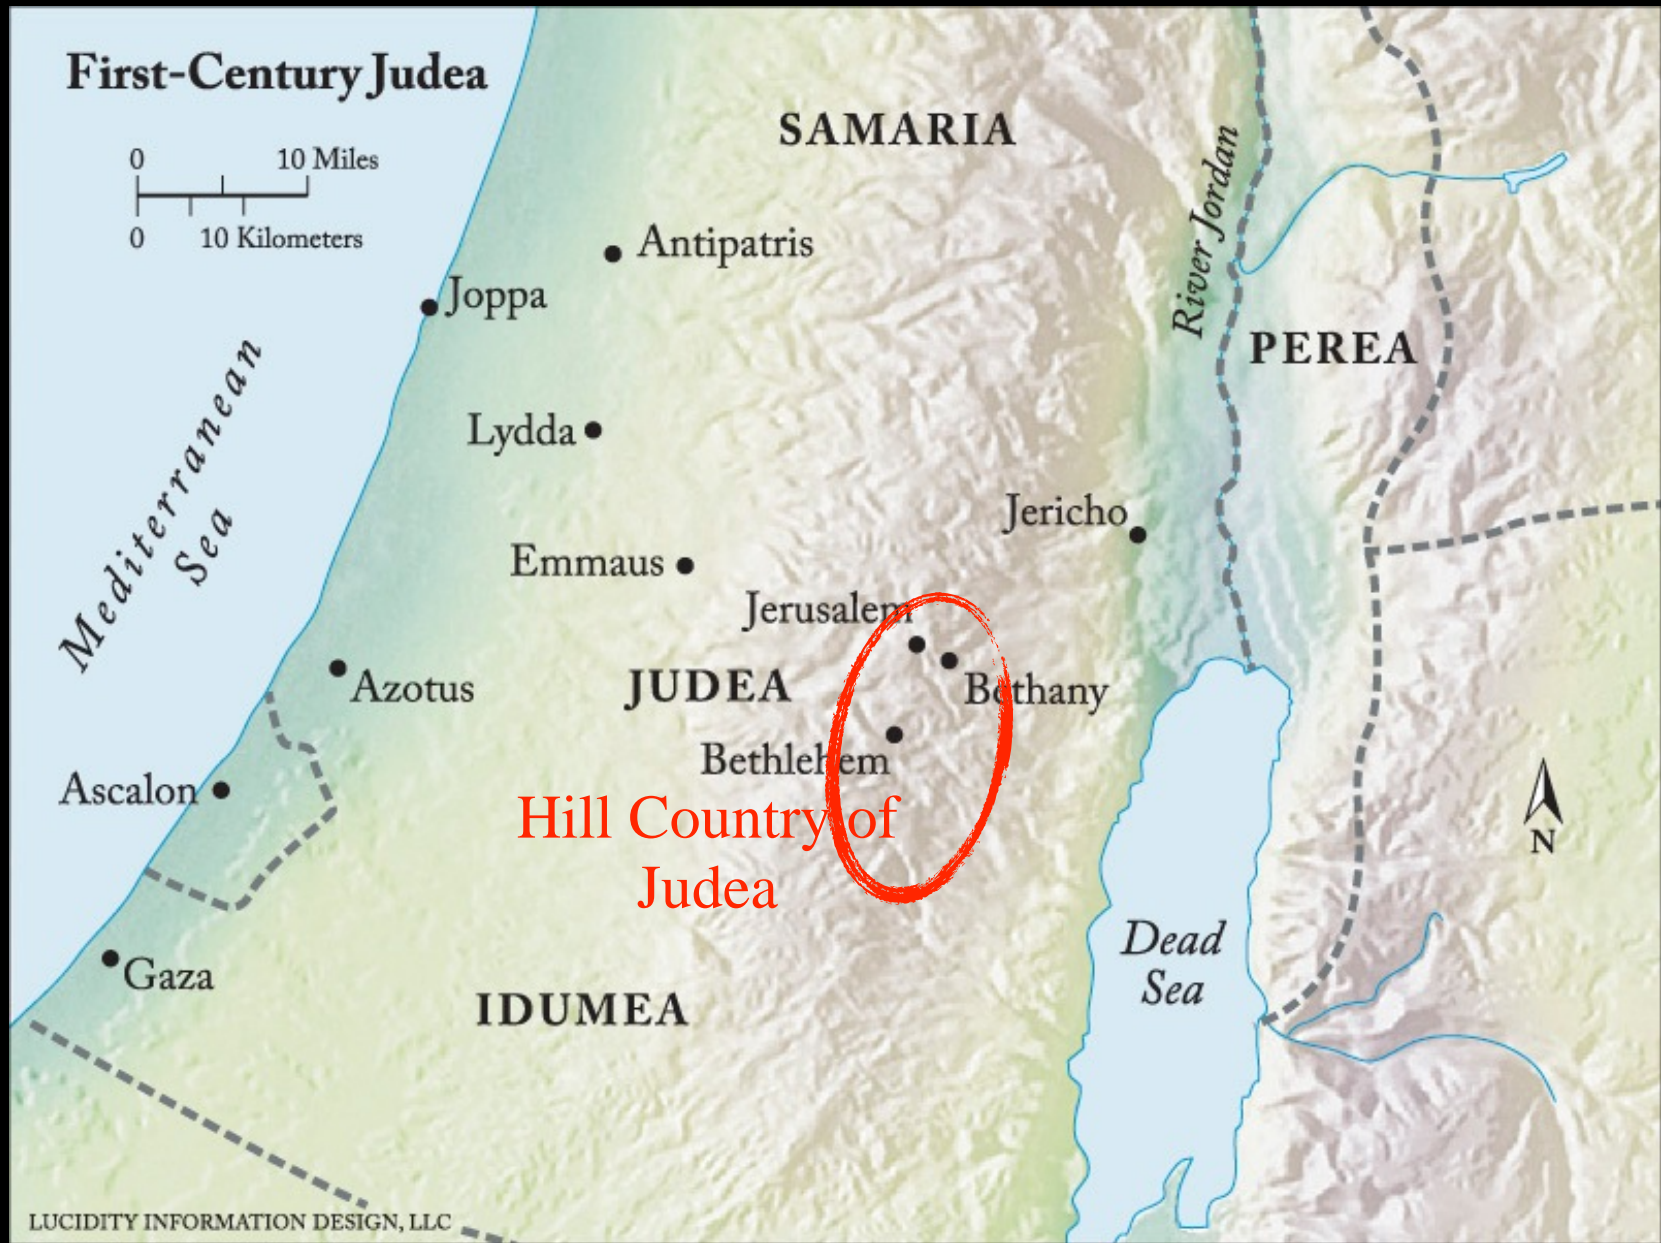 First-Century Judea
0 10 Miles
0 10 Kilometers
SAMARIA
River Jordan
Antipatris
Joppa
PEREA
Mediterranean
Sea
Lydda
Jericho
Emmaus
Jerusalem
JUDEA
Bethany
Azotus
Bethlehem
Ascalon
Hill Country of
Judea
N
Dead
Sea
Gaza
IDUMEA
LUCIDITY INFORMATION DESIGN, LLC